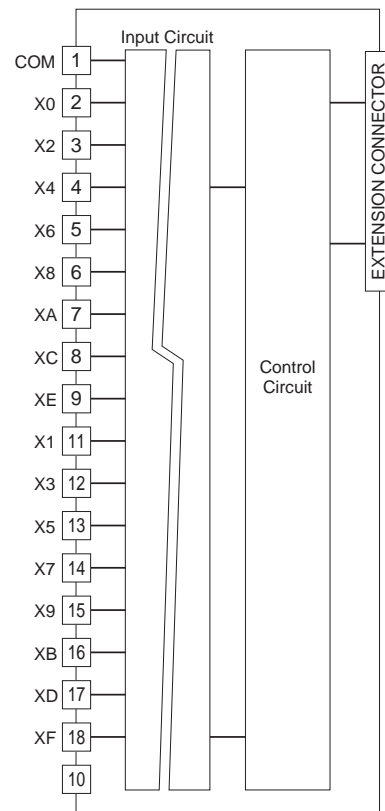 Input Circuit
COM 1
X0 2
X2 3
X4 4
X6 5
X8 6
XA 7
XC 8
XE 9
X1 11
X3 12
X5 13
X7 14
X9 15
XB 16
XD 17
XF 18
10
Control
Circuit
EXTENSION CONNECTOR